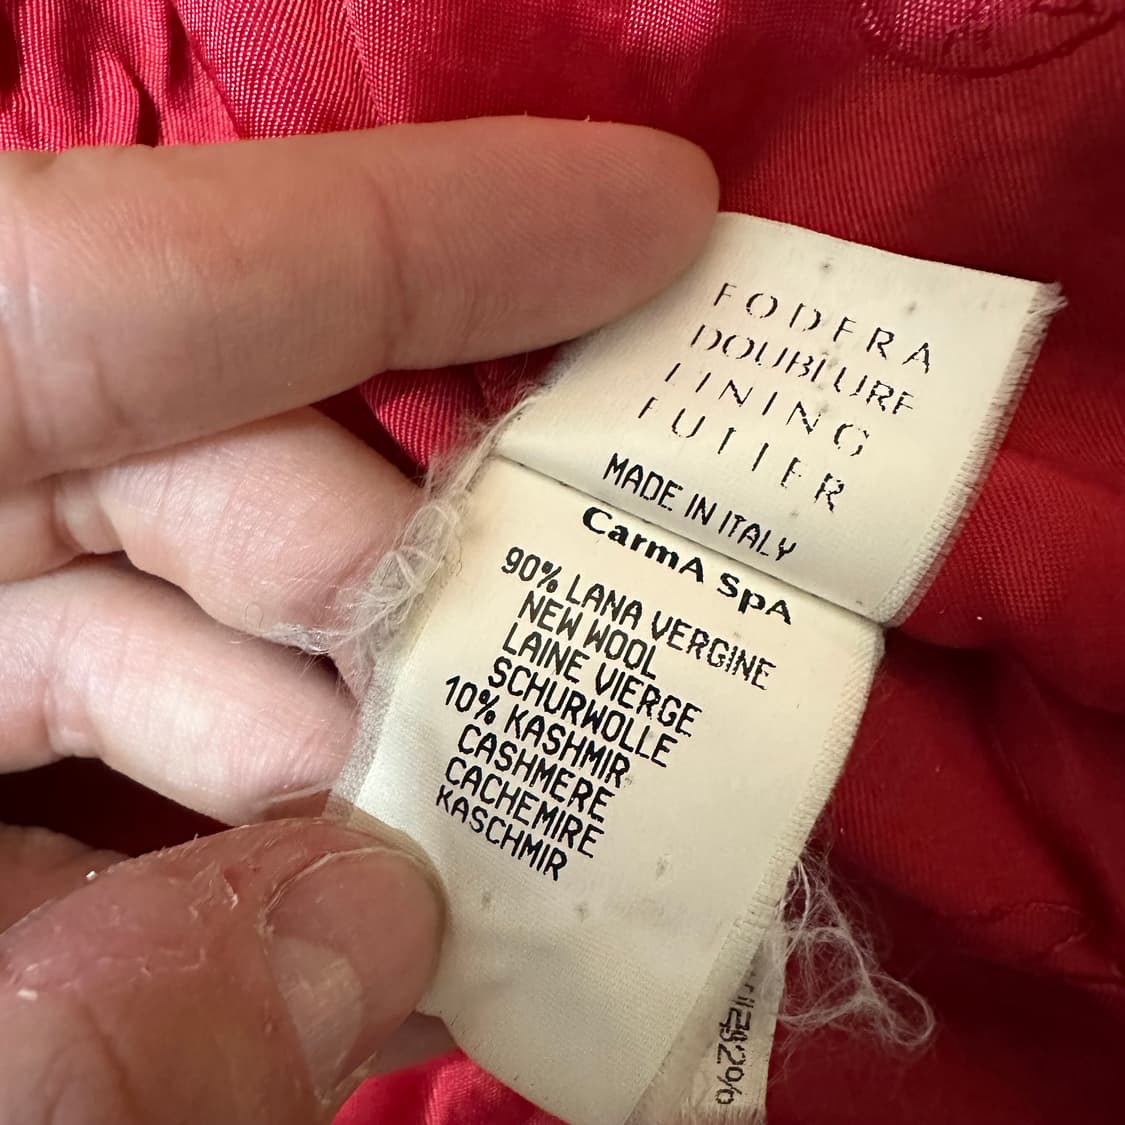 FODERA
DOUBLURE
LINING
FUTTER
MADE IN ITALY
CarmA SpA
90% LANA VERGINE
NEW WOOL
LAINE VIERGE
SCHURWOLLE
10% KASHMIR
CASHMERE
CACHEMIRE
KASCHMIR